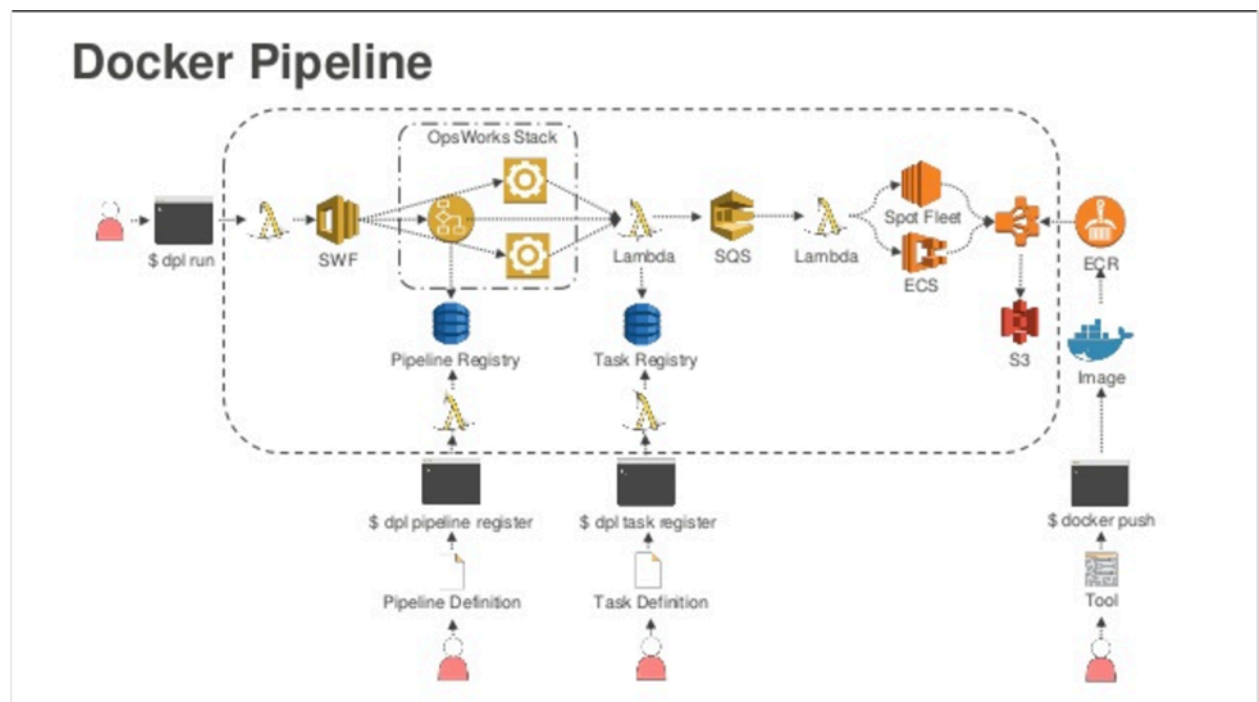 Docker Pipeline
OpsWorks Stack
$ dpl run
SWF
Lambda
SQS
Lambda
Spot Fleet
ECS
ECR
Pipeline Registry
Task Registry
S3
Image
$ dpl pipeline register
$ dpl task register
$ docker push
Pipeline Definition
Task Definition
Tool